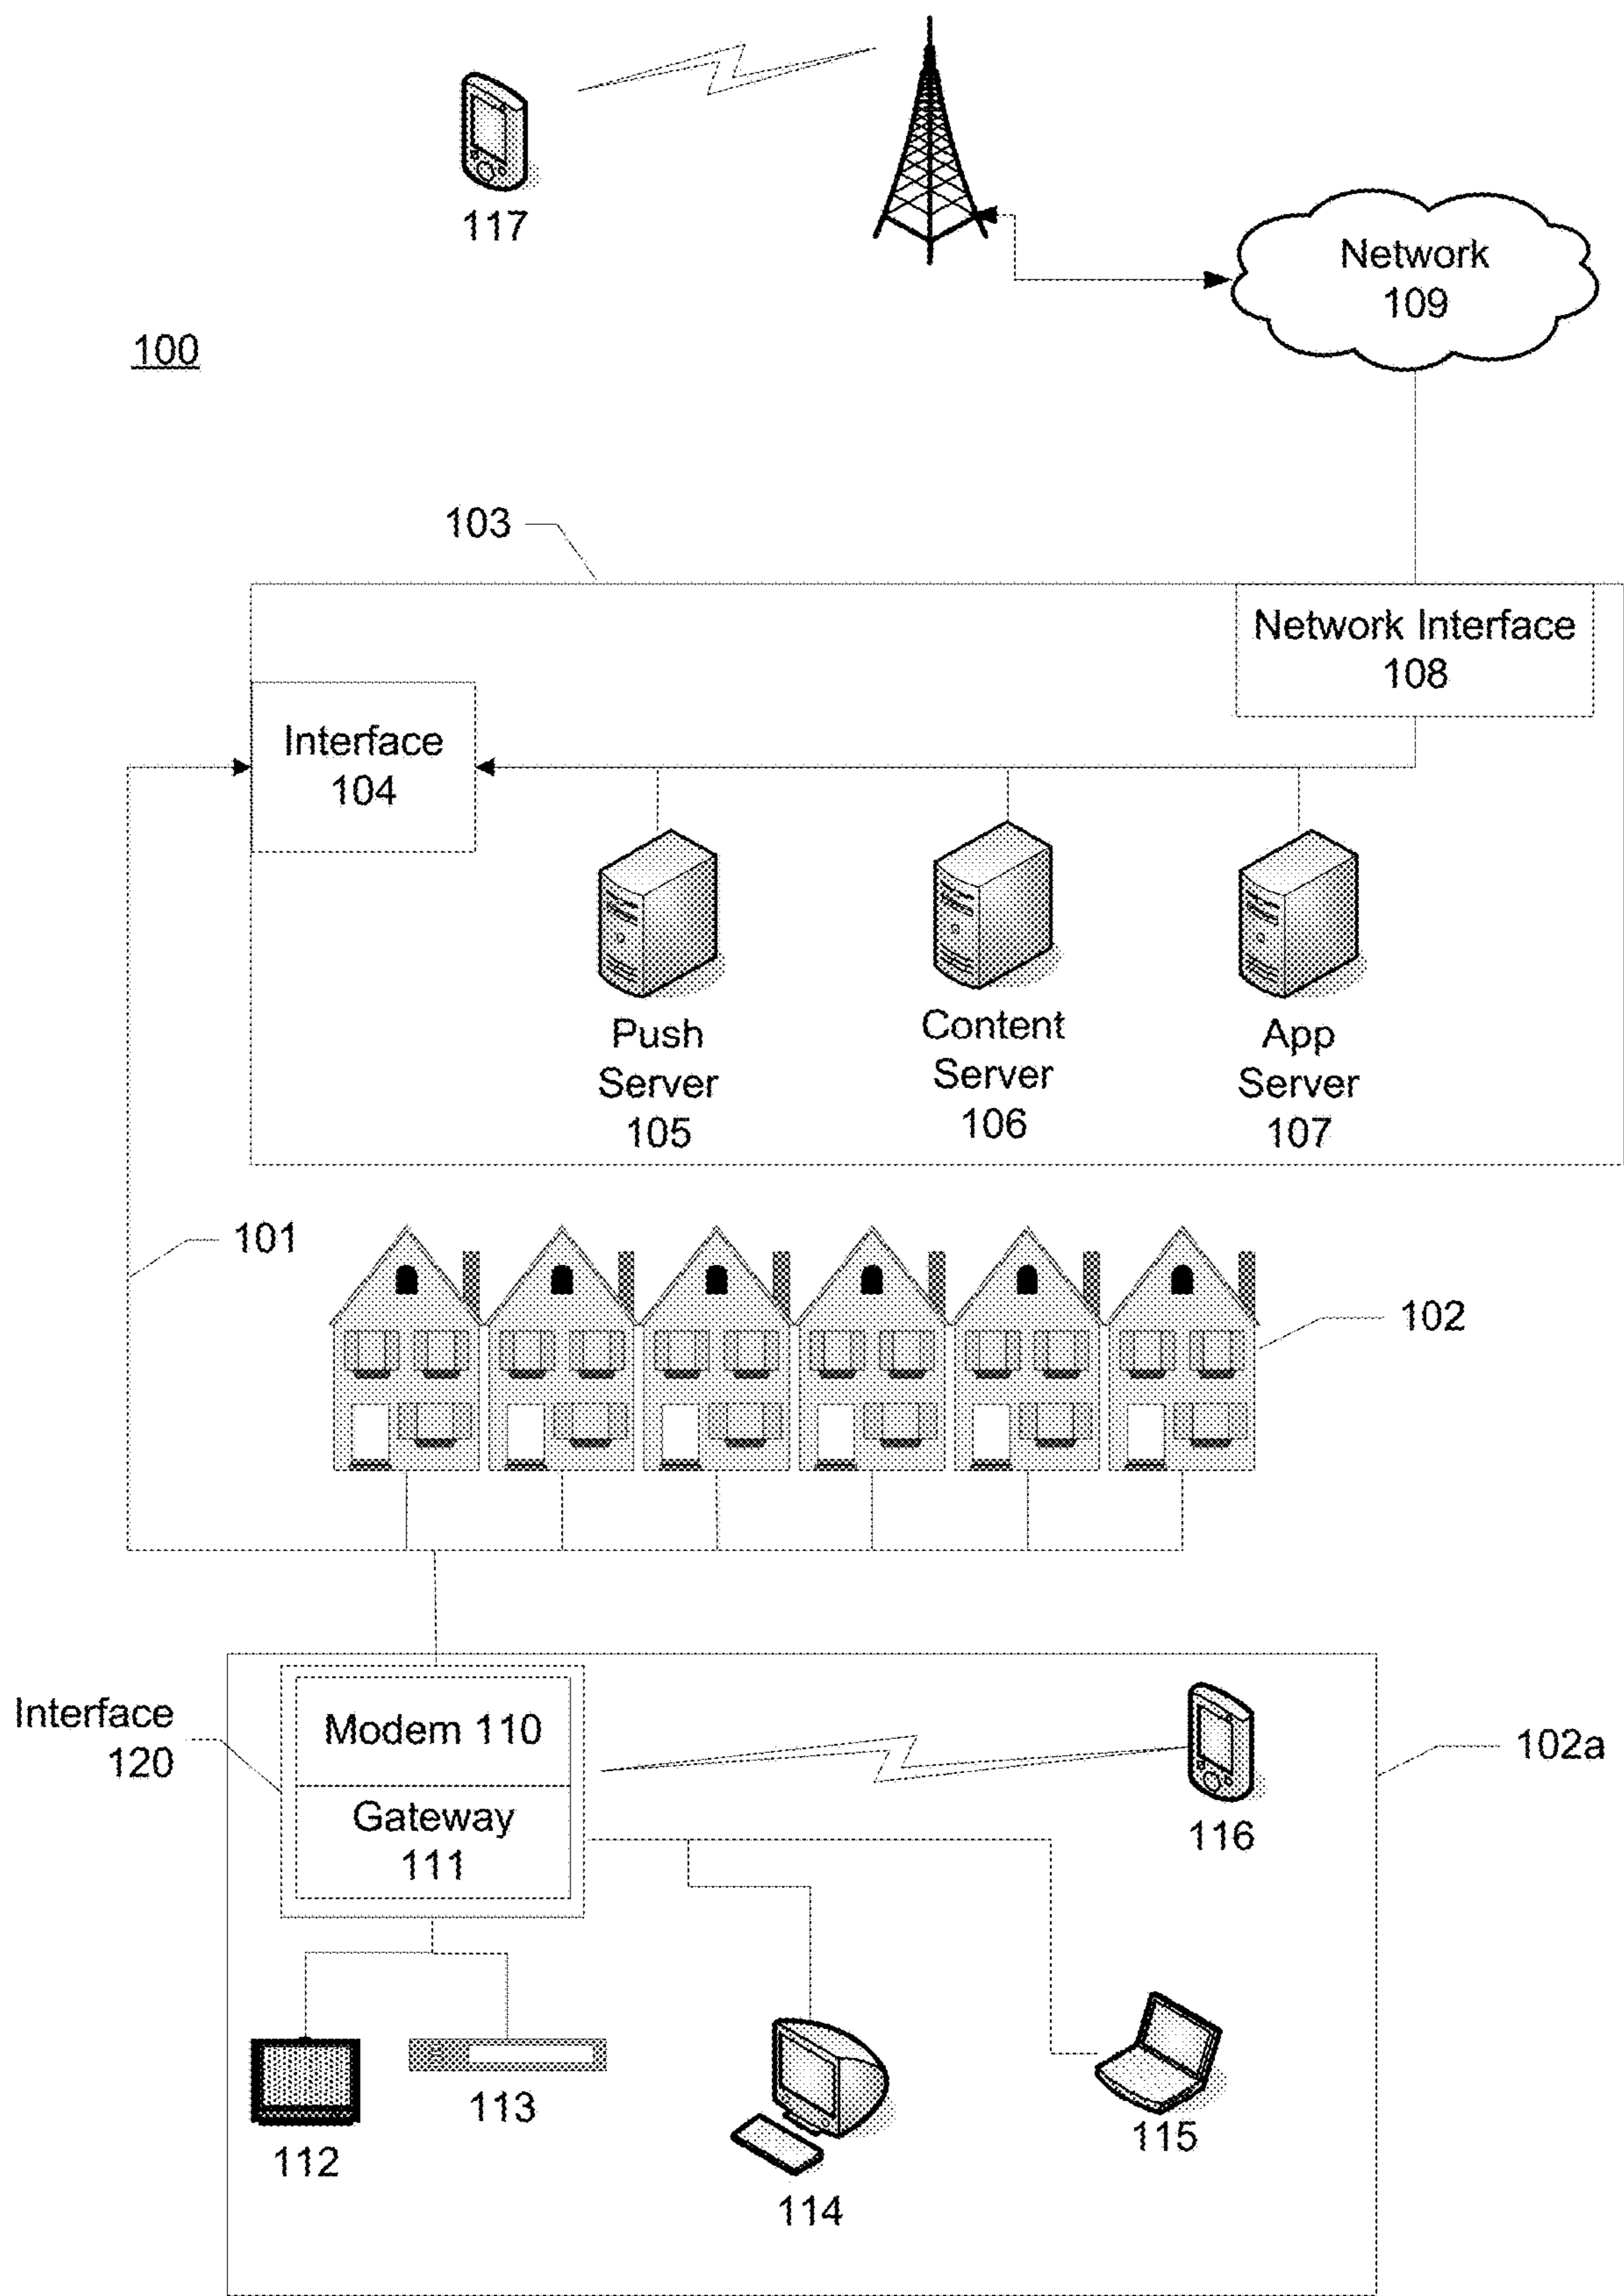 117
Network
109
100
103
Network Interface
108
Interface
104
Push
Server
105
Content
Server
106
App
Server
107
101
102
Interface
120
Modem 110
Gateway
111
102a
116
112
113
114
115